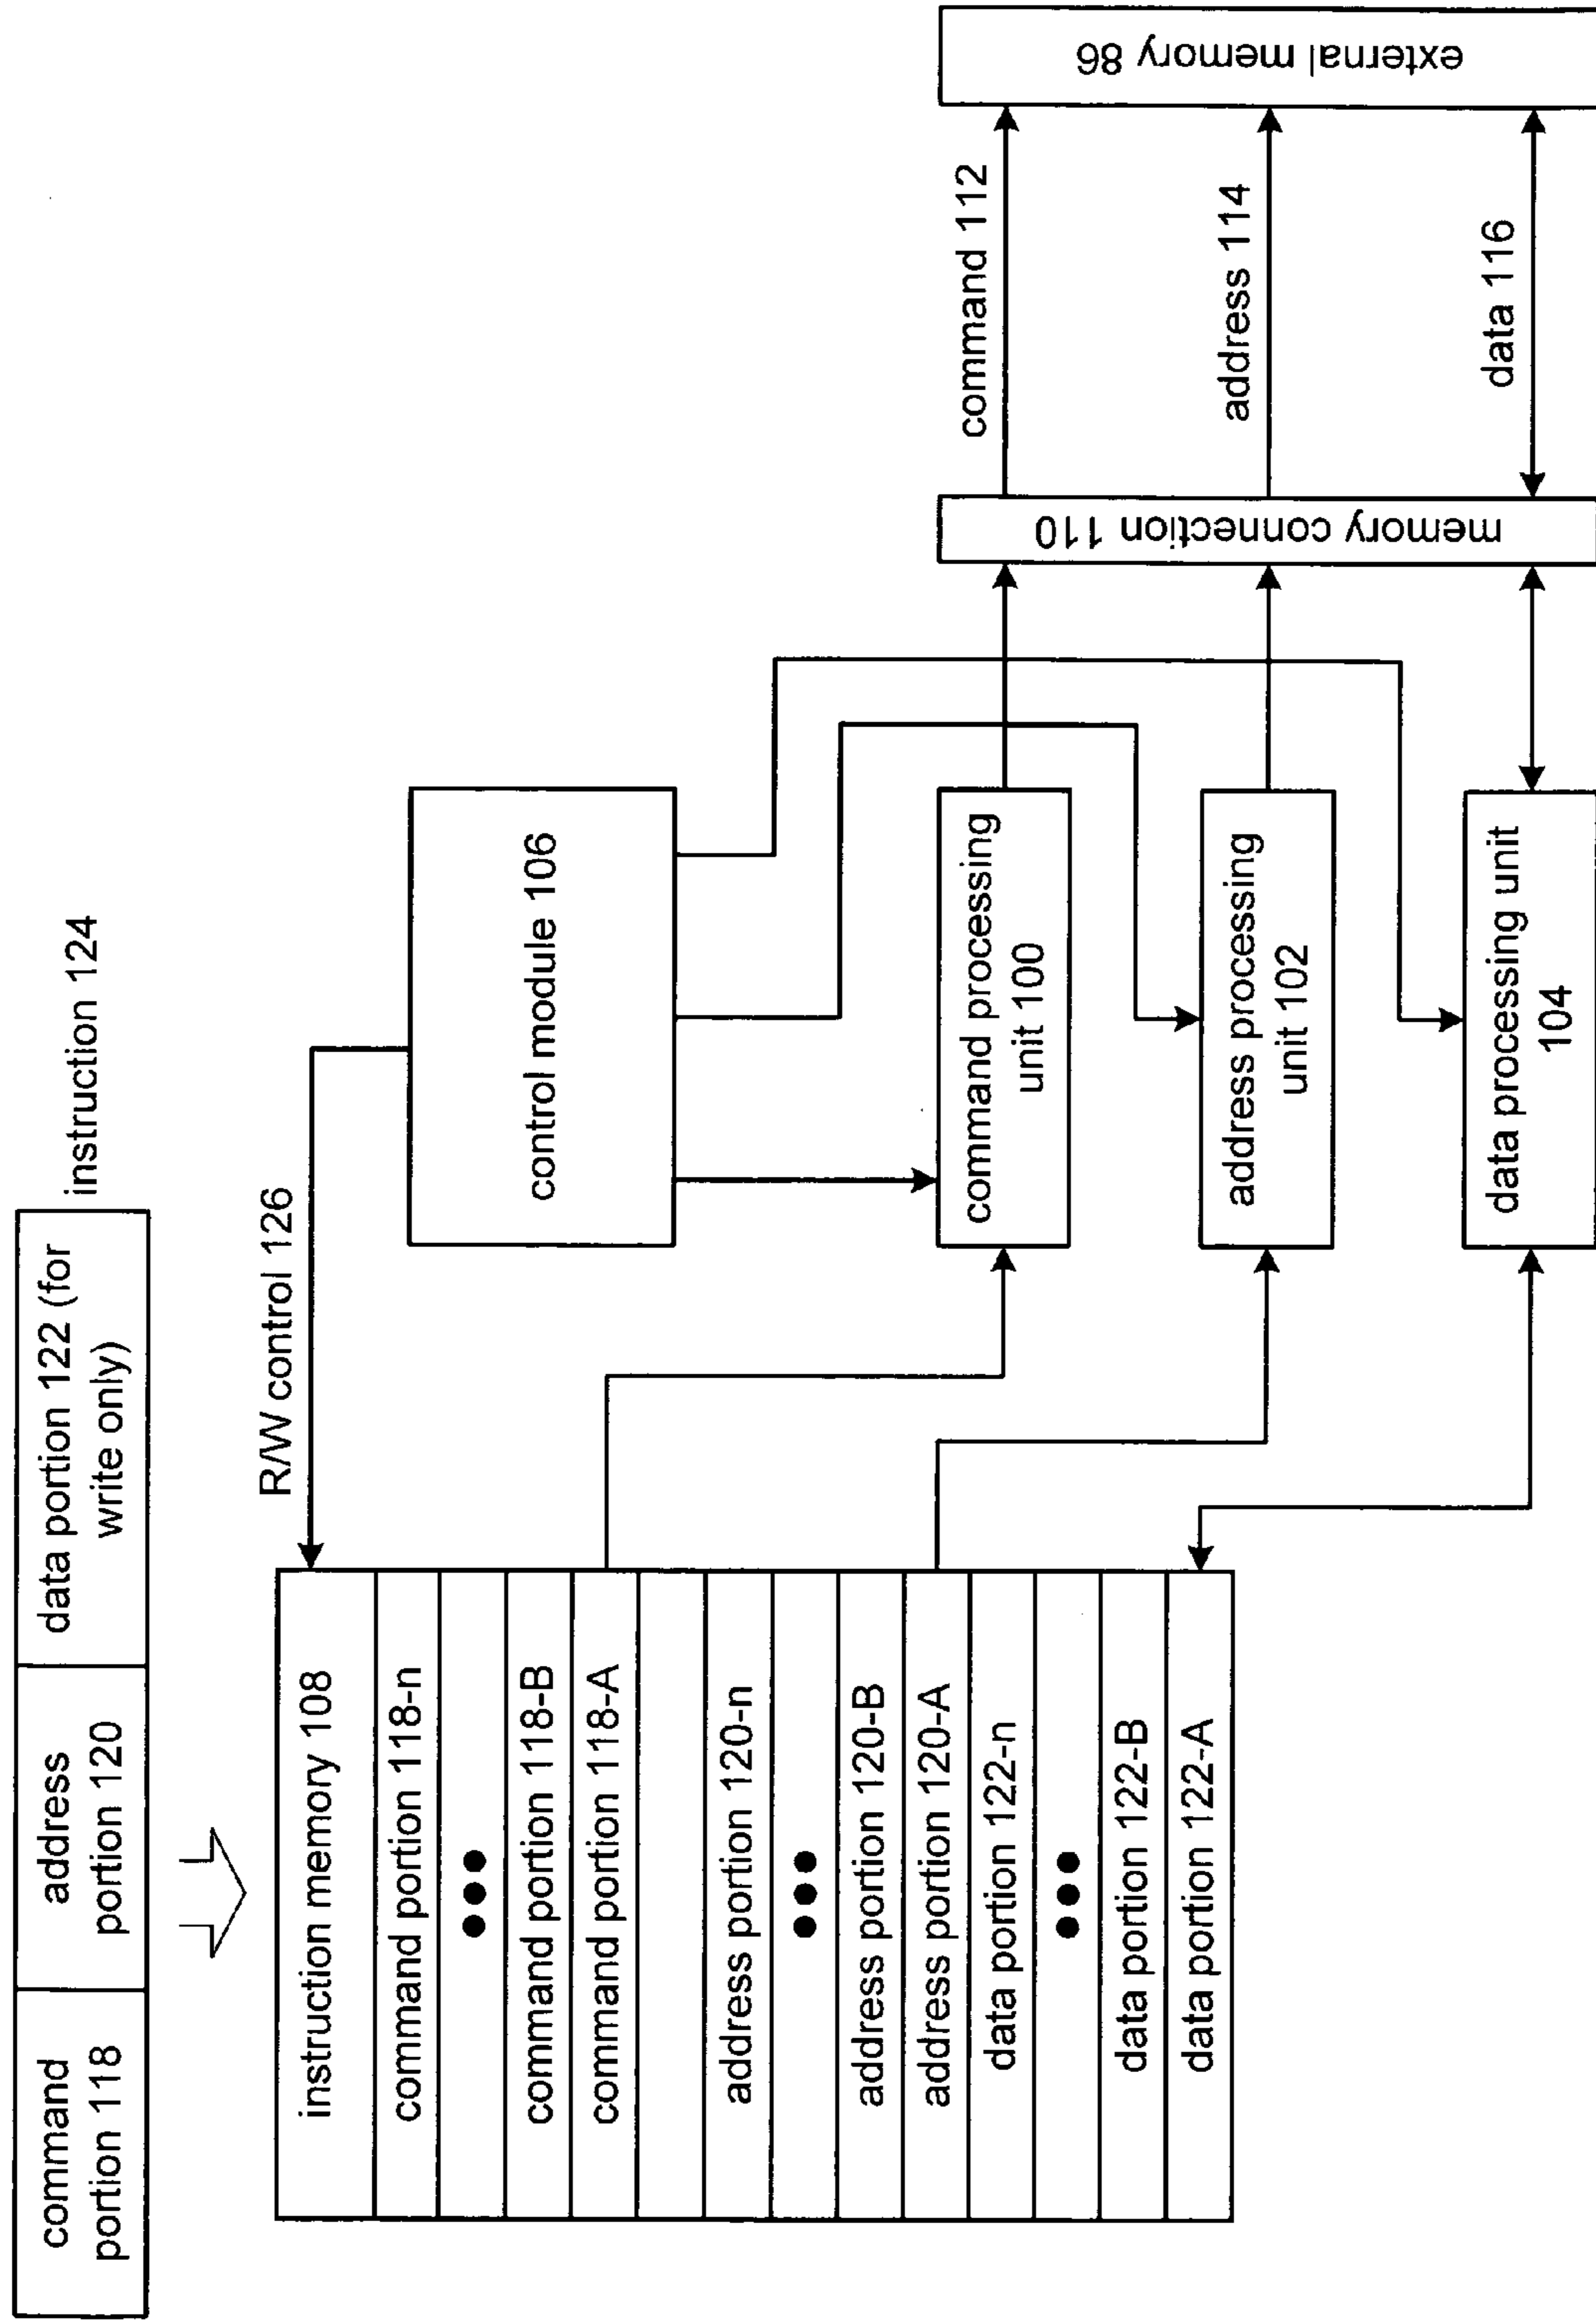 command
portion 118
address
portion 120
data portion 122 (for
write only)
instruction 124
R/W control 126
instruction memory 108
command portion 118-n
●●●
command portion 118-B
command portion 118-A
address portion 120-n
●●●
address portion 120-B
address portion 120-A
data portion 122-n
●●●
data portion 122-B
data portion 122-A
control module 106
command processing
unit 100
address processing
unit 102
data processing unit
104
memory connection 110
command 112
address 114
data 116
external memory 86